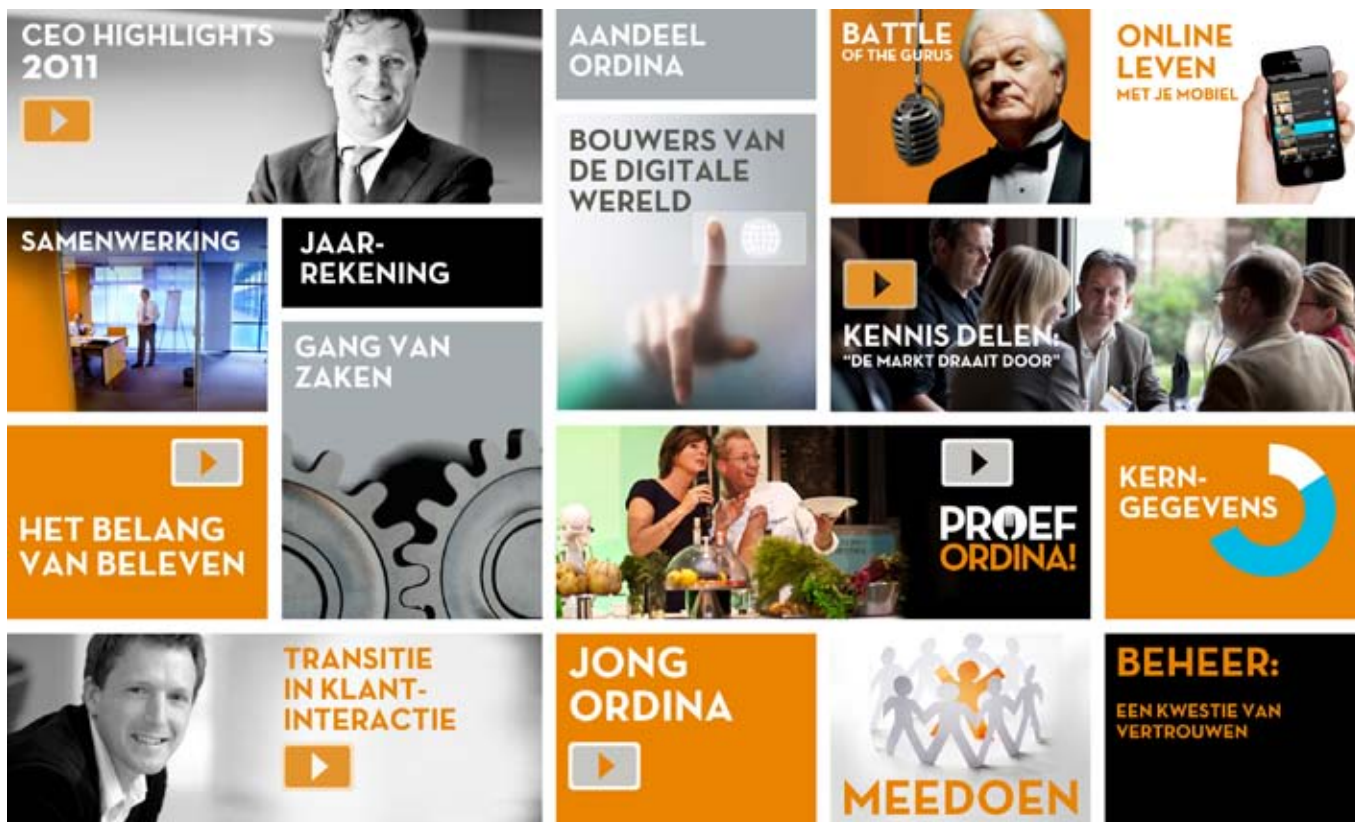 CEO HIGHLIGHTS
2011
AANDEEL
ORDINA
BATTLE
OF THE GURUS
ONLINE
LEVEN
MET JE MOBIEL
BOUWERS VAN
DE DIGITALE
WERELD
SAMENWERKING
JAAR-
REKENING
KENNIS DELEN:
“DE MARKT DRAAIT DOOR”
GANG VAN
ZAKEN
HET BELANG
VAN BELEVEN
PROEF
ORDINA!
KERN-
GEGEVENS
TRANSITIE
IN KLANT-
INTERACTIE
JONG
ORDINA
MEEDOEN
BEHEER:
EEN KWESTIE VAN
VERTROUWEN